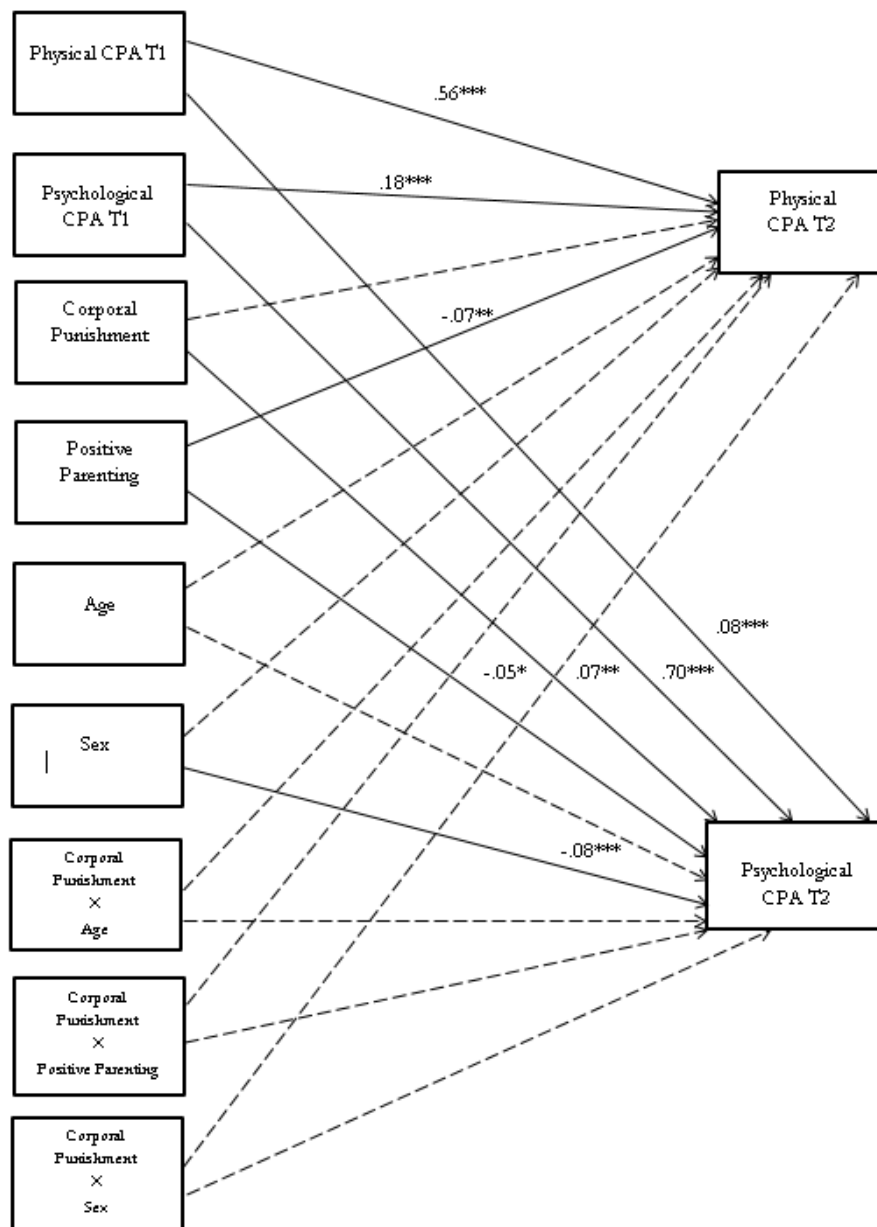 Physical CPA T1
.56***
Psychological
CPA T1
.18***
Physical
CPA T2
Corporal
Punishment
-.07**
Positive
Parenting
Age
.08***
-.05*
.07**
.70***
Sex
-.08***
Corporal
Punishment
×
Age
Psychological
CPA T2
Corporal
Punishment
×
Positive Parenting
Corporal
Punishment
×
Sex